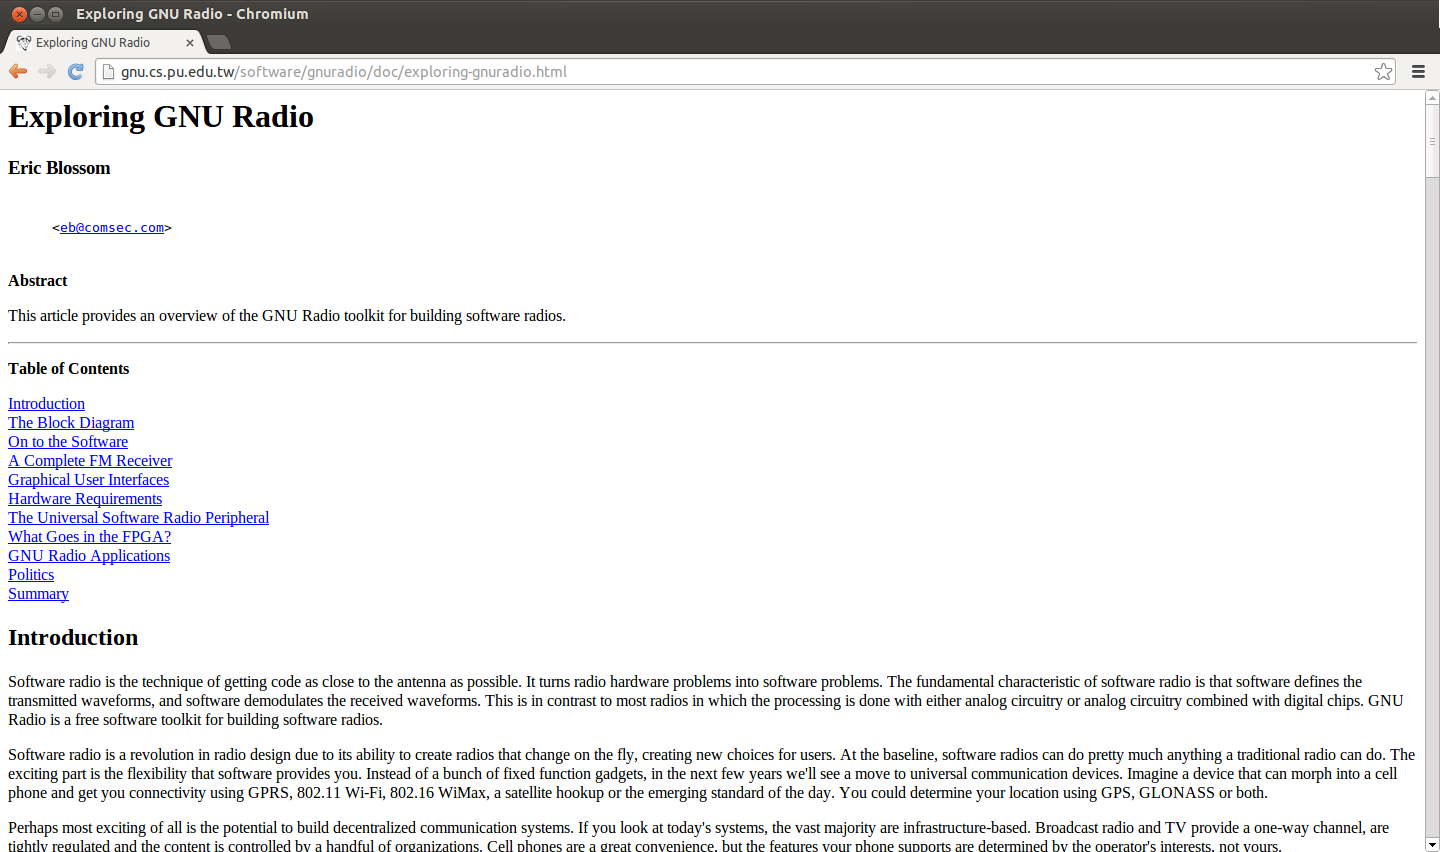 Exploring GNU Radio - Chromium
Exploring GNU Radio
gnu.cs.pu.edu.tw/software/gnuradio/doc/exploring-gnuradio.html
Exploring GNU Radio
Eric Blossom
<eb@comsec.com>
Abstract
This article provides an overview of the GNU Radio toolkit for building software radios.
Table of Contents
Introduction
The Block Diagram
On to the Software
A Complete FM Receiver
Graphical User Interfaces
Hardware Requirements
The Universal Software Radio Peripheral
What Goes in the FPGA?
GNU Radio Applications
Politics
Summary
Introduction
Software radio is the technique of getting code as close to the antenna as possible. It turns radio hardware problems into software problems. The fundamental characteristic of software radio is that software defines the
transmitted waveforms, and software demodulates the received waveforms. This is in contrast to most radios in which the processing is done with either analog circuitry or analog circuitry combined with digital chips. GNU
Radio is a free software toolkit for building software radios.
Software radio is a revolution in radio design due to its ability to create radios that change on the fly, creating new choices for users. At the baseline, software radios can do pretty much anything a traditional radio can do. The
exciting part is the flexibility that software provides you. Instead of a bunch of fixed function gadgets, in the next few years we'll see a move to universal communication devices. Imagine a device that can morph into a cell
phone and get you connectivity using GPRS, 802.11 Wi-Fi, 802.16 WiMax, a satellite hookup or the emerging standard of the day. You could determine your location using GPS, GLONASS or both.
Perhaps most exciting of all is the potential to build decentralized communication systems. If you look at today's systems, the vast majority are infrastructure-based. Broadcast radio and TV provide a one-way channel, are
tightly regulated and the content is controlled by a handful of organizations. Cell phones are a great convenience, but the features your phone supports are determined by the operator's interests, not yours.